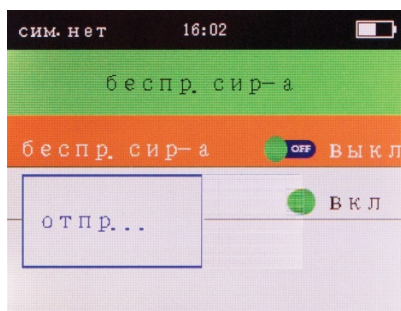 сим. нет 16:02
беспр. сир-а
беспр. сир-а OFF выкл
вкл
отпр...